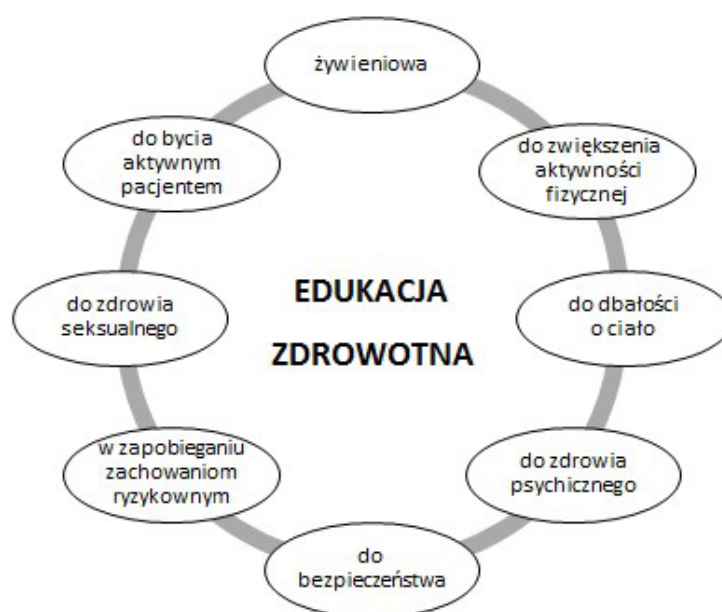 żywieniowa
do zwiększenia
aktywności
fizycznej
do dbałości
o ciało
do zdrowia
psychicznego
do
bezpieczeństwa
w zapobieganiu
zachowaniom
ryzykownym
do zdrowia
seksualnego
do bycia
aktywnym
pacjentem
EDUKACJA
ZDROWOTNA